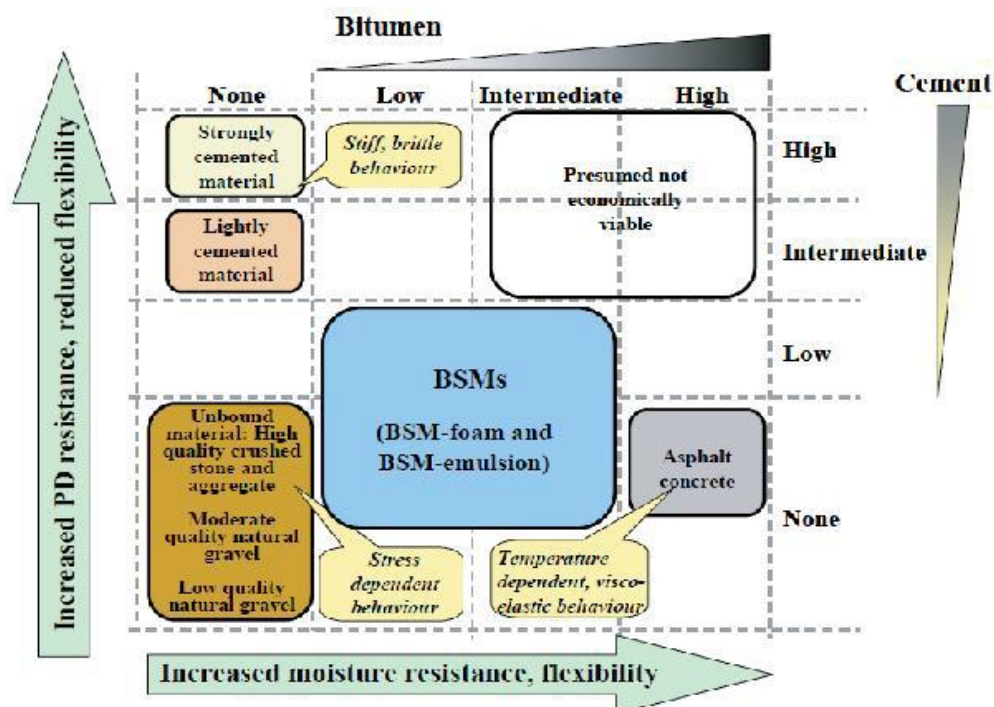 Bitumen
Cement
None
Low
Intermediate
High
Strongly
cemented
material
Stiff, brittle
behaviour
Presumed not
economically
viable
High
Lightly
cemented
material
Intermediate
BSMs
(BSM-foam and
BSM-emulsion)
Low
Unbound
material: High
quality crushed
stone and
aggregate
Moderate
quality natural
gravel
Low quality
natural gravel
Asphalt
concrete
None
Stress
dependent
behaviour
Temperature
dependent, visco-
elastic behaviour
Increased PD resistance, reduced flexibility
Increased moisture resistance, flexibility